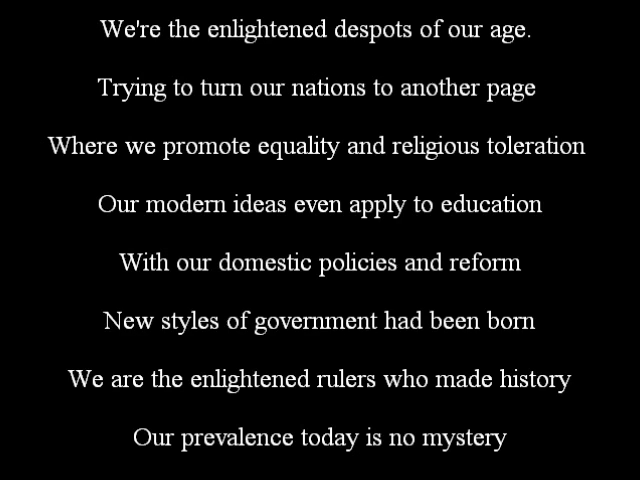 We're the enlightened despots of our age.
Trying to turn our nations to another page
Where we promote equality and religious toleration
Our modern ideas even apply to education
With our domestic policies and reform
New styles of government had been born
We are the enlightened rulers who made history
Our prevalence today is no mystery